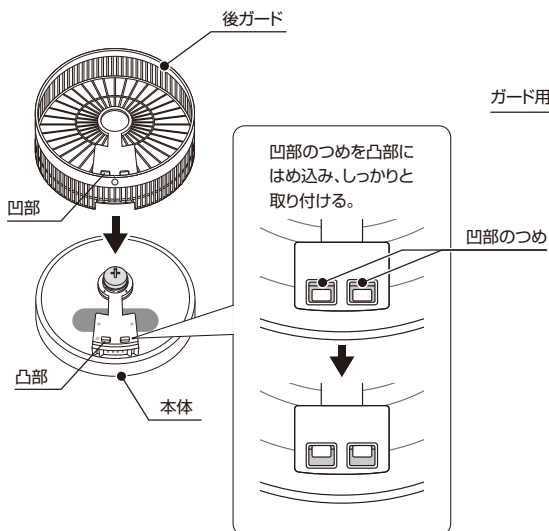 後ガード
ガード用
凹部のつめを凸部に
はめ込み、しっかりと
取り付ける。
凹部
凹部のつめ
凸部
本体